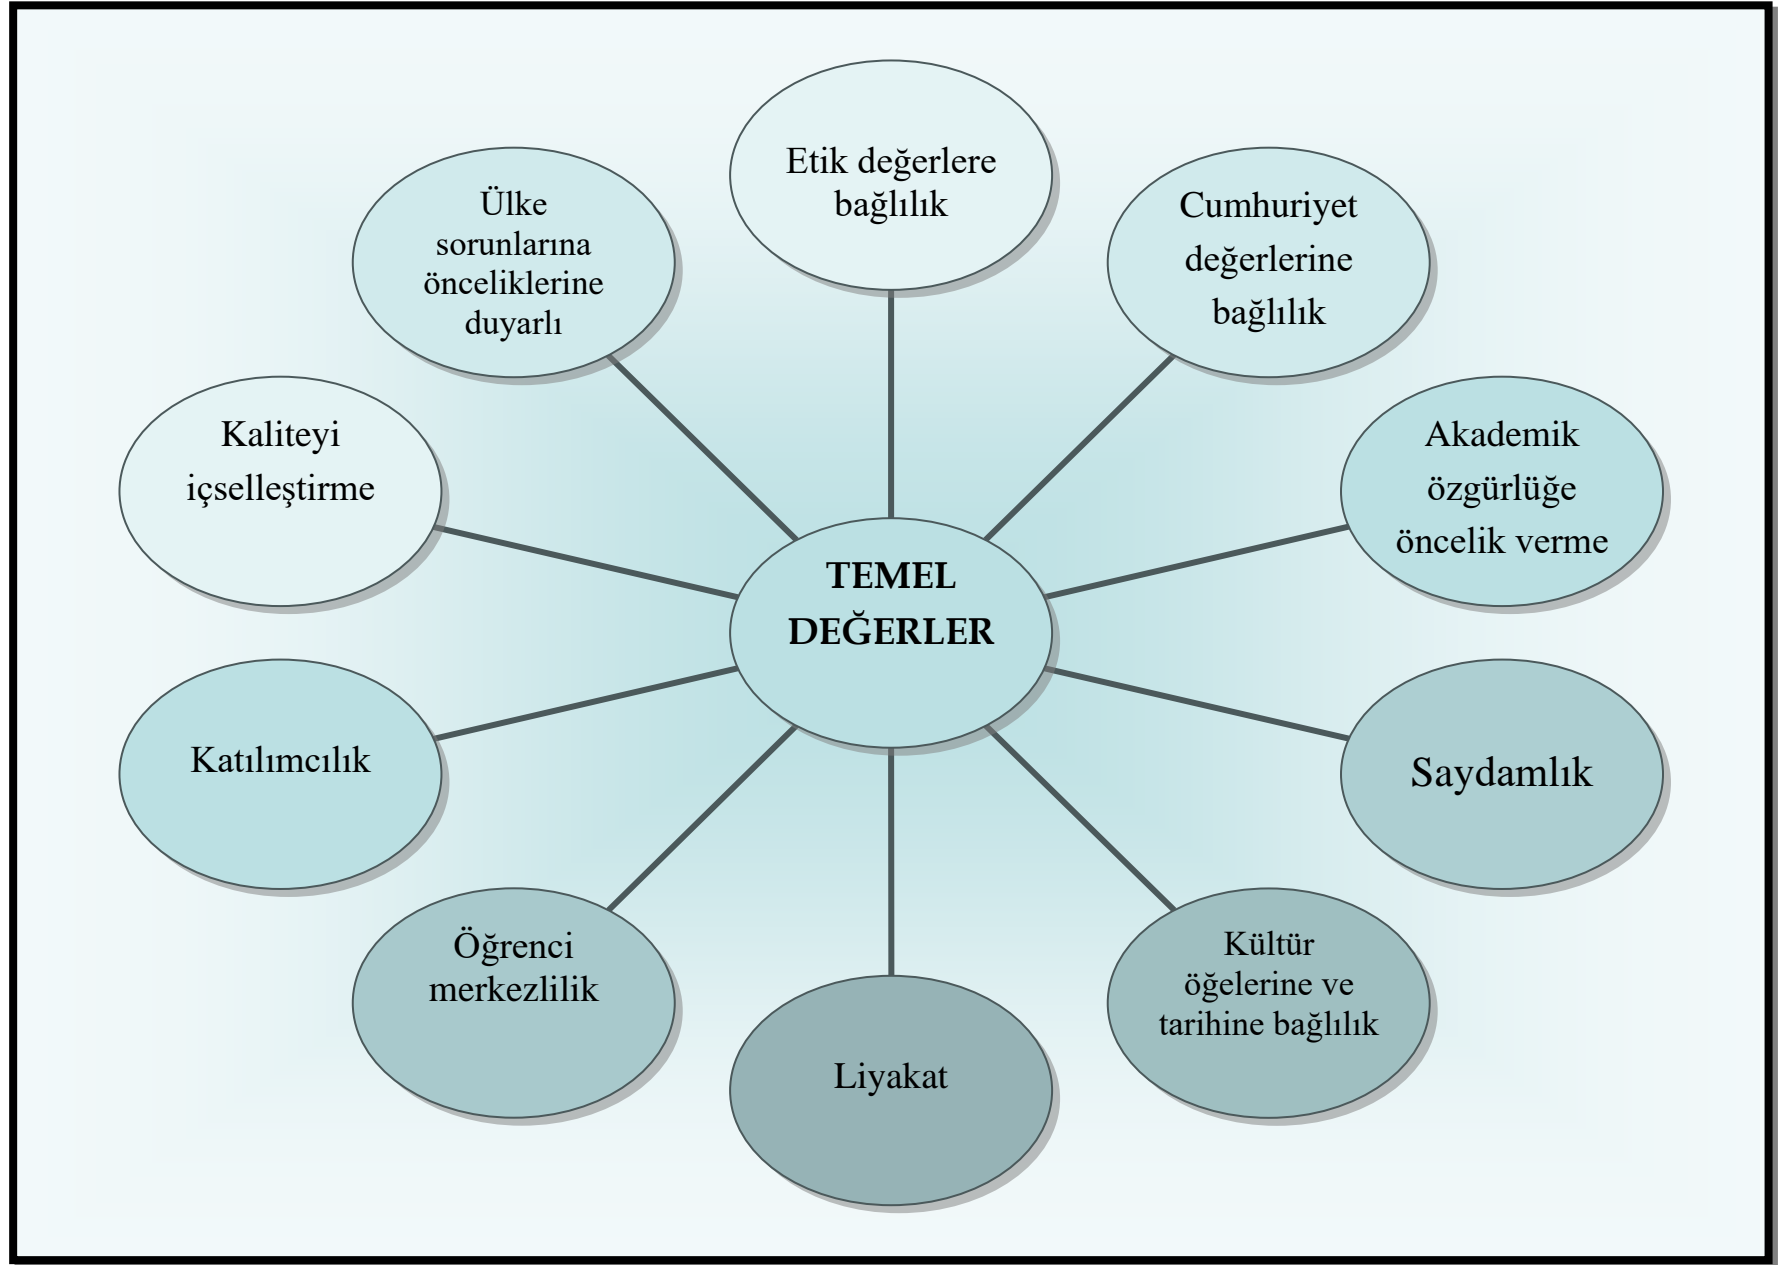 Etik değerlere
bağlılık
Cumhuriyet
değerlerine
bağlılık
Akademik
özgürlüğe
öncelik verme
Saydamlık
Kültür
öğelerine ve
tarihine bağlılık
Liyakat
Öğrenci
merkezlilik
Katılımcılık
Kaliteyi
içselleştirme
Ülke
sorunlarına
önceliklerine
duyarlı
TEMEL
DEĞERLER